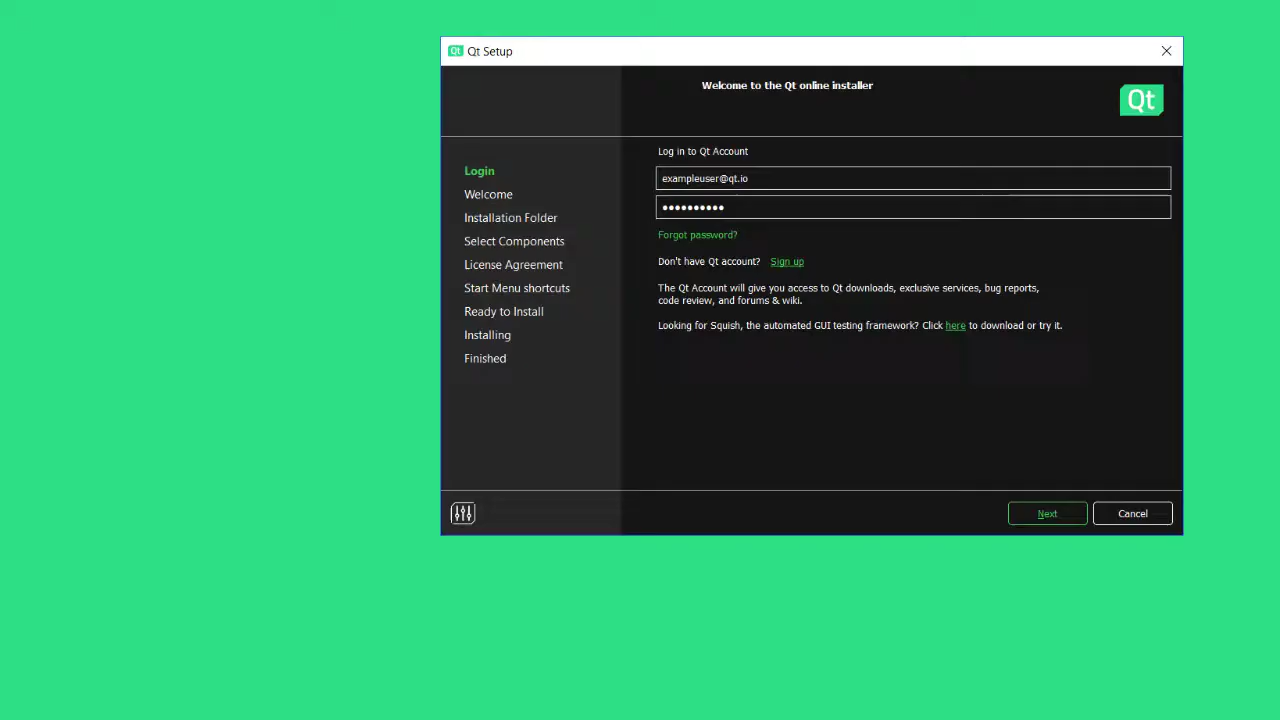 Qt Qt Setup
Welcome to the Qt online installer
Qt
Login
Welcome
Installation Folder
Select Components
License Agreement
Start Menu shortcuts
Ready to Install
Installing
Finished
Log in to Qt Account
exampleuser@qt.io
●●●●●●●●●●
Forgot password?
Don't have Qt account? Sign up
The Qt Account will give you access to Qt downloads, exclusive services, bug reports,
code review, and forums & wiki.
Looking for Squish, the automated GUI testing framework? Click here to download or try it.
Next
Cancel